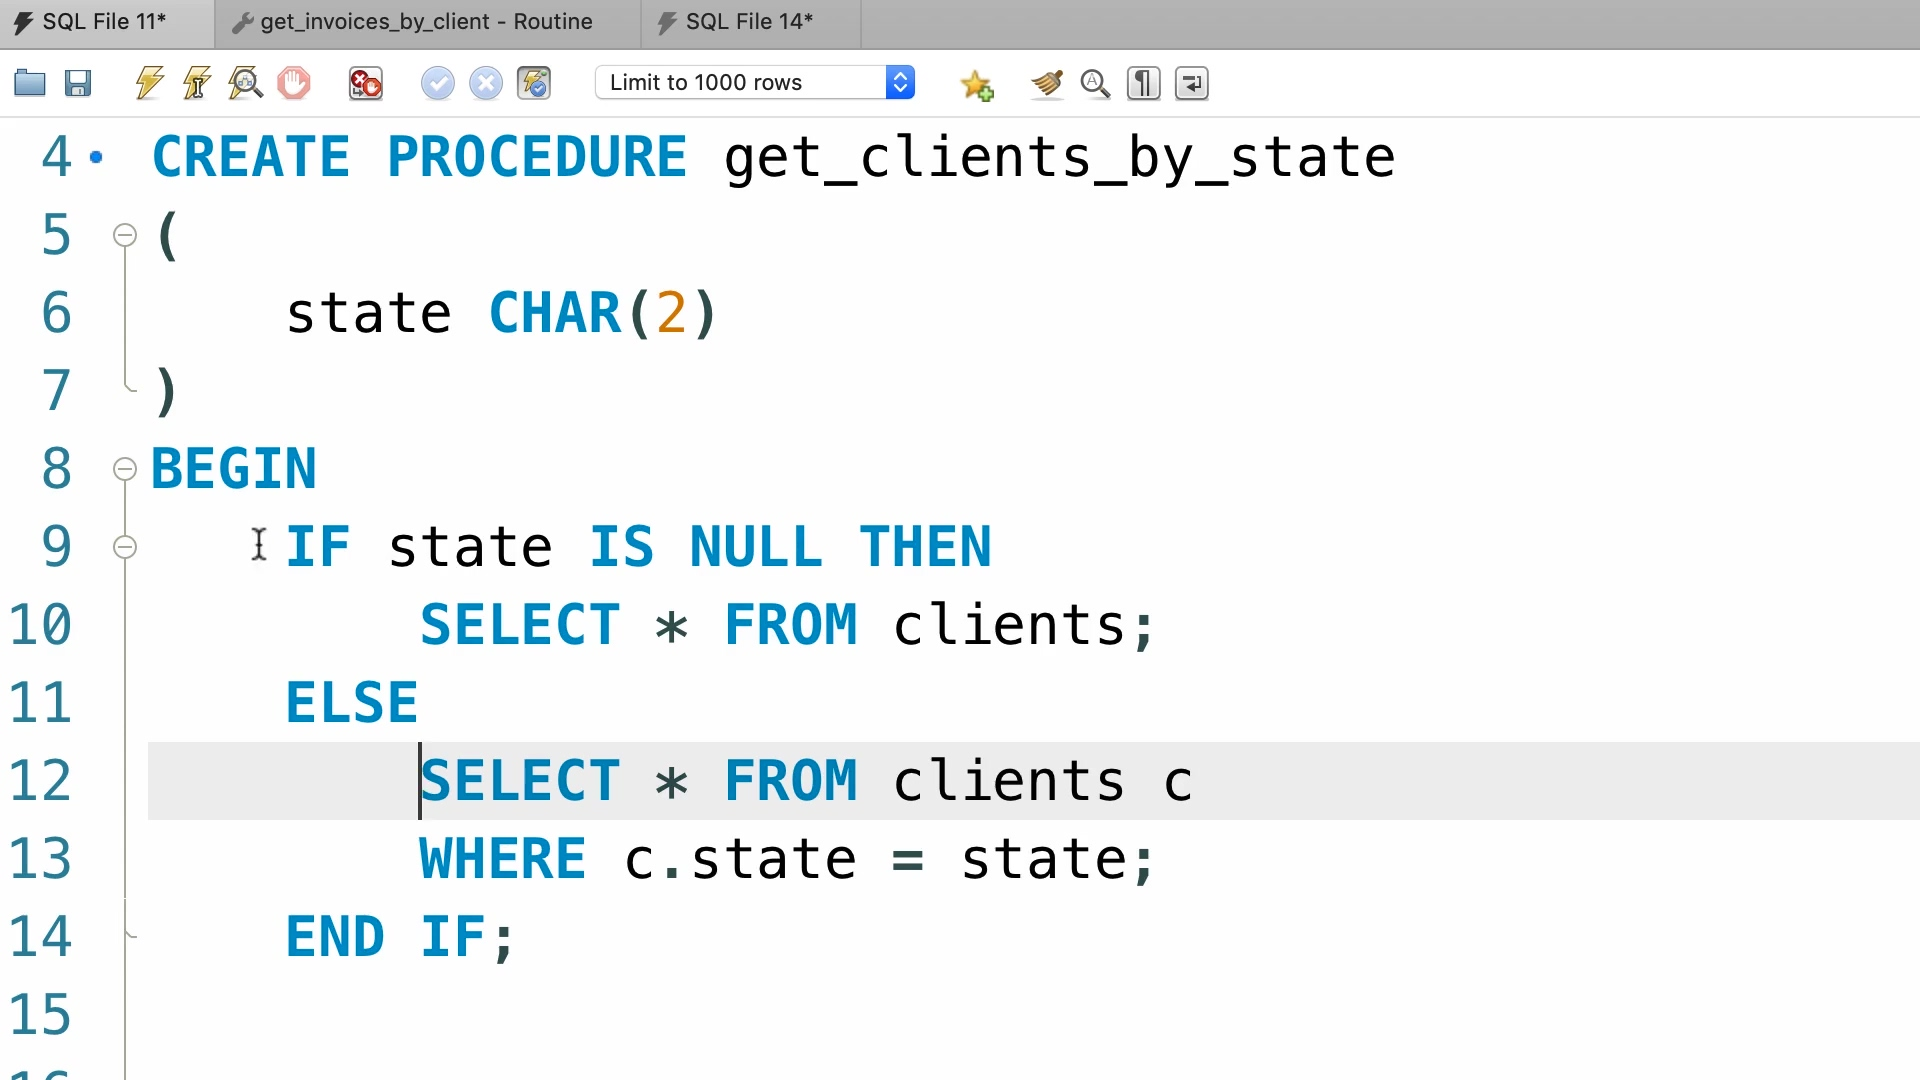 SQL File 11*
get_invoices_by_client - Routine
SQL File 14*
Limit to 1000 rows
4 CREATE PROCEDURE get_clients_by_state
5 (
6 state CHAR(2)
7 )
8 BEGIN
9 IF state IS NULL THEN
10 SELECT * FROM clients;
11 ELSE
12 SELECT * FROM clients c
13 WHERE c.state = state;
14 END IF;
15
16